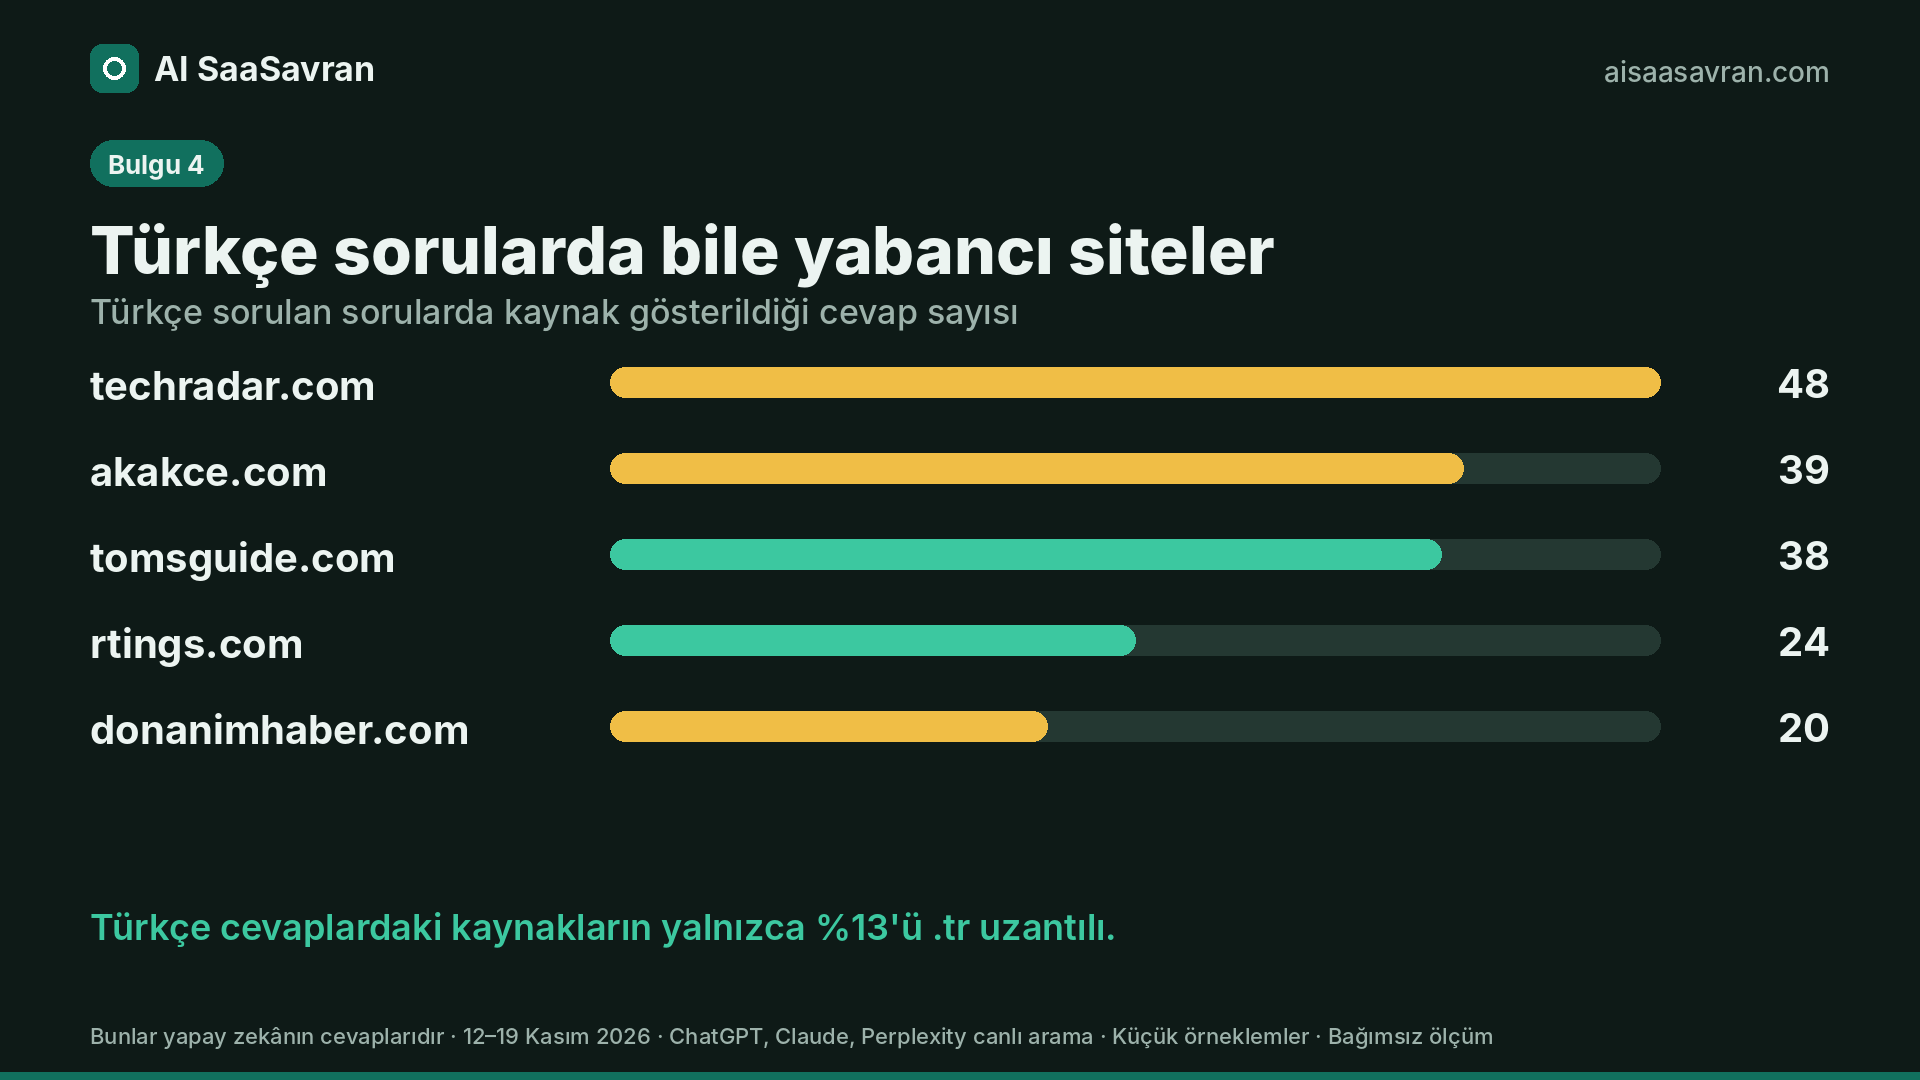 AI SaaSavran
aisaasavran.com
Bulgu 4
Türkçe sorularda bile yabancı siteler
Türkçe sorulan sorularda kaynak gösterildiği cevap sayısı
techradar.com 48
akakce.com 39
tomsguide.com 38
rtings.com 24
donanimhaber.com 20
Türkçe cevaplardaki kaynakların yalnızca %13'ü .tr uzantılı.
Bunlar yapay zekânın cevaplarıdır · 12–19 Kasım 2026 · ChatGPT, Claude, Perplexity canlı arama · Küçük örneklemler · Bağımsız ölçüm